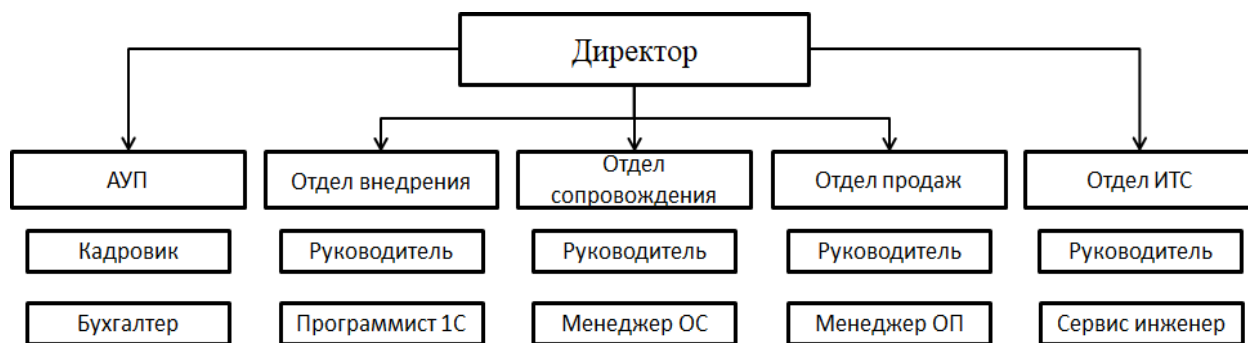 Директор
АУП
Отдел внедрения
Отдел
сопровождения
Отдел продаж
Отдел ИТС
Кадровик
Руководитель
Руководитель
Руководитель
Руководитель
Бухгалтер
Программист 1С
Менеджер ОС
Менеджер ОП
Сервис инженер